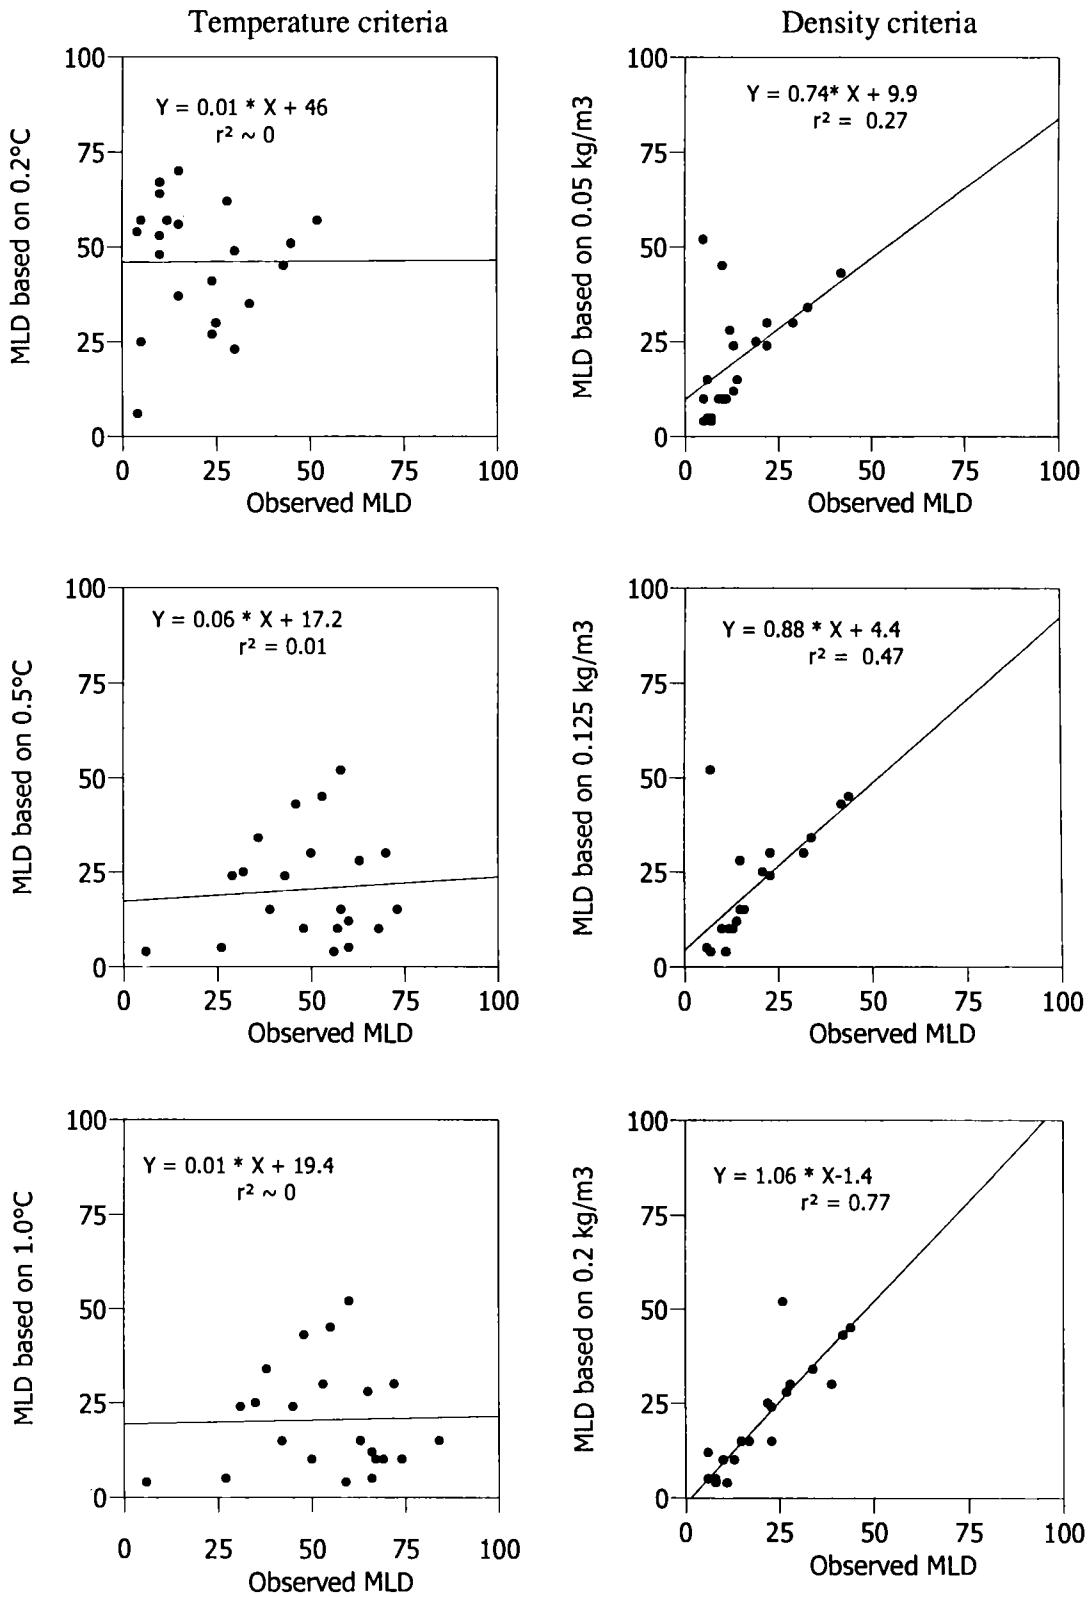 Temperature criteria
Density criteria
MLD based on 0.2°C
100
75
50
25
0
Y = 0.01 * X + 46
r² ~ 0
0 25 50 75 100
Observed MLD
MLD based on 0.05 kg/m3
100
75
50
25
0
Y = 0.74* X + 9.9
r² = 0.27
0 25 50 75 100
Observed MLD
MLD based on 0.5°C
100
75
50
25
0
Y = 0.06 * X + 17.2
r² = 0.01
0 25 50 75 100
Observed MLD
MLD based on 0.125 kg/m3
100
75
50
25
0
Y = 0.88 * X + 4.4
r² = 0.47
0 25 50 75 100
Observed MLD
MLD based on 1.0°C
100
75
50
25
0
Y = 0.01 * X + 19.4
r² ~ 0
0 25 50 75 100
Observed MLD
MLD based on 0.2 kg/m3
100
75
50
25
0
Y = 1.06 * X-1.4
r² = 0.77
0 25 50 75 100
Observed MLD